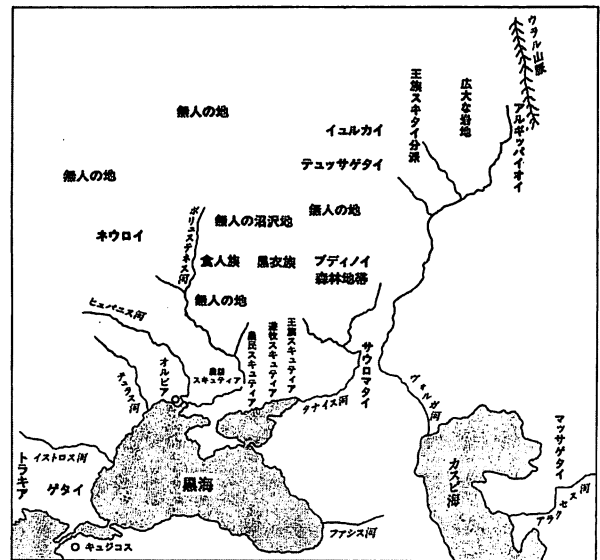 ウラル山脈
王族スキタイ分派
広大な岩地
アルギッパイオイ
無人の地
イュルカイ
テュッサゲタイ
無人の地
ボリュステネス河
無人の沼沢地
無人の地
ネウロイ
食人族
黒衣族
ブディノイ
森林地帯
無人の地
ヒュパニス河
農耕
スキュティア
農民スキュティア
遊牧スキュティア
王族スキュティア
サウロマタイ
オルビア
テュラス河
タナイス河
ヴォルガ河
イストロス河
トラキア
ゲタイ
黒海
カスピ海
マッサゲタイ
アラクセス河
キュジコス
ファシス河